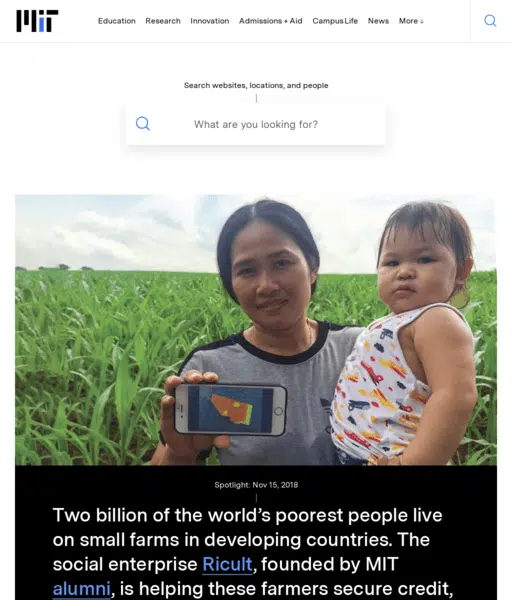 MIT
Education Research Innovation Admissions + Aid Campus Life News More ↓
Search websites, locations, and people
What are you looking for?
Spotlight: Nov 15, 2018
Two billion of the world’s poorest people live
on small farms in developing countries. The
social enterprise Ricult, founded by MIT
alumni, is helping these farmers secure credit,